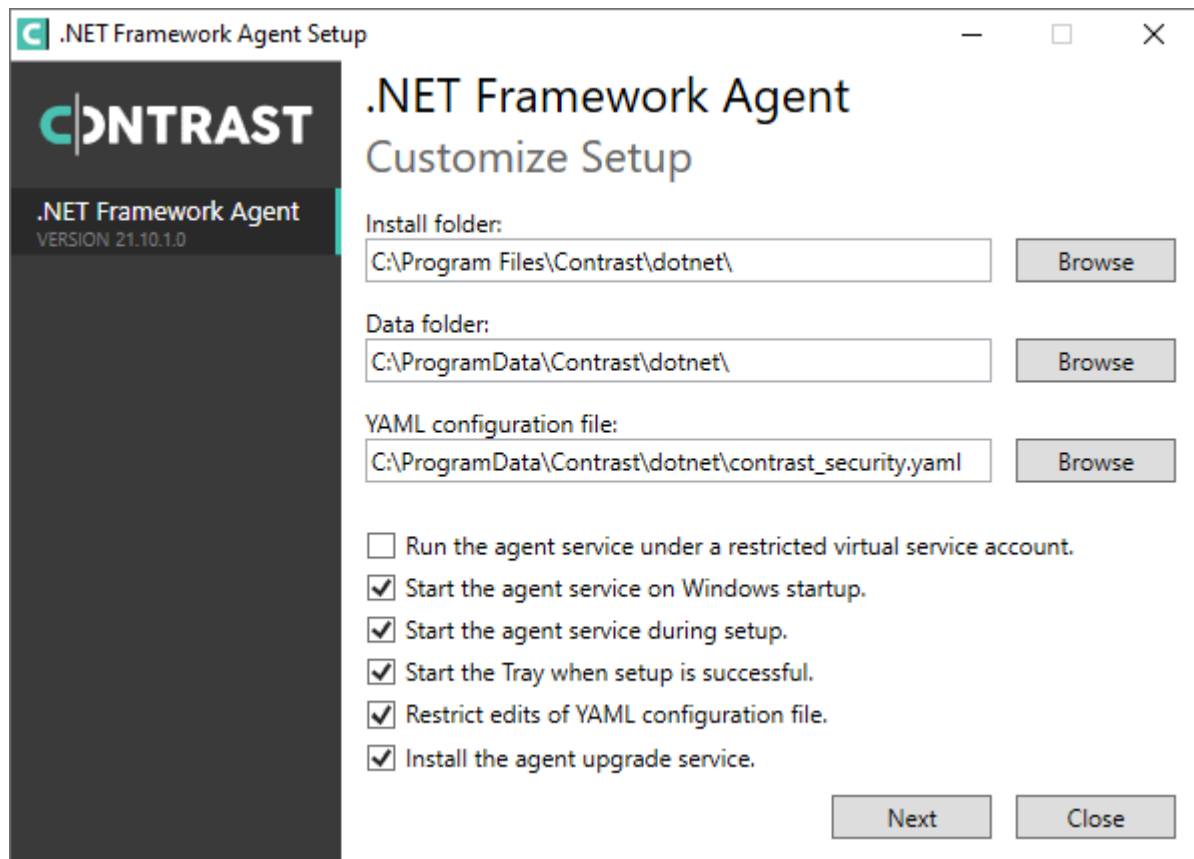 .NET Framework Agent Setup
CONTRAST
.NET Framework Agent
VERSION 21.10.1.0
.NET Framework Agent
Customize Setup
Install folder:
C:\Program Files\Contrast\dotnet\
Browse
Data folder:
C:\ProgramData\Contrast\dotnet\
Browse
YAML configuration file:
C:\ProgramData\Contrast\dotnet\contrast_security.yaml
Browse
Run the agent service under a restricted virtual service account.
Start the agent service on Windows startup.
Start the agent service during setup.
Start the Tray when setup is successful.
Restrict edits of YAML configuration file.
Install the agent upgrade service.
Next
Close